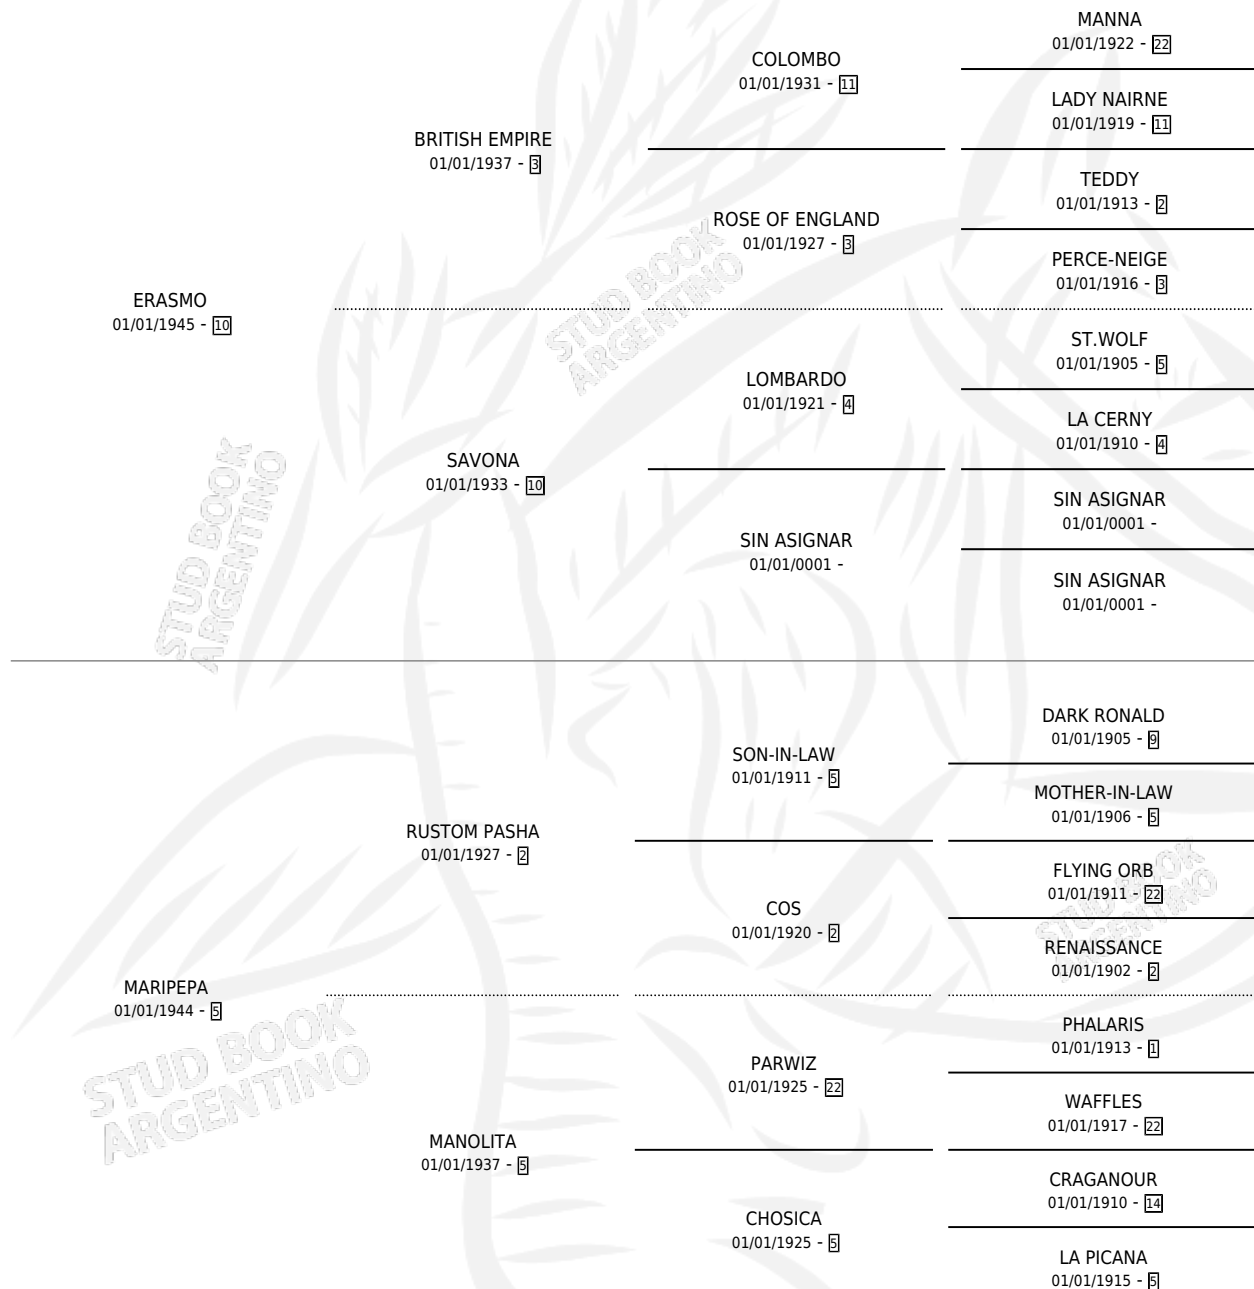 MANNA
01/01/1922 - 22
COLOMBO
01/01/1931 - 11
LADY NAIRNE
01/01/1919 - 11
BRITISH EMPIRE
01/01/1937 - 3
TEDDY
01/01/1913 - 2
ROSE OF ENGLAND
01/01/1927 - 3
PERCE-NEIGE
01/01/1916 - 3
ERASMO
01/01/1945 - 10
STUD BOOK
ARGENTINO
ST.WOLF
01/01/1905 - 5
LOMBARDO
01/01/1921 - 4
LA CERNY
01/01/1910 - 4
SAVONA
01/01/1933 - 10
SIN ASIGNAR
01/01/0001 -
SIN ASIGNAR
01/01/0001 -
SIN ASIGNAR
01/01/0001 -
STUD BOOK
ARGENTINO
DARK RONALD
01/01/1905 - 9
SON-IN-LAW
01/01/1911 - 5
MOTHER-IN-LAW
01/01/1906 - 5
RUSTOM PASHA
01/01/1927 - 2
FLYING ORB
01/01/1911 - 22
COS
01/01/1920 - 2
STUD BOOK
ARGENTINO
RENAISSANCE
01/01/1902 - 2
MARIPEPA
01/01/1944 - 5
STUD BOOK
ARGENTINO
PHALARIS
01/01/1913 - 1
PARWIZ
01/01/1925 - 22
WAFFLES
01/01/1917 - 22
MANOLITA
01/01/1937 - 5
CRAGANOUR
01/01/1910 - 14
CHOSICA
01/01/1925 - 5
LA PICANA
01/01/1915 - 5